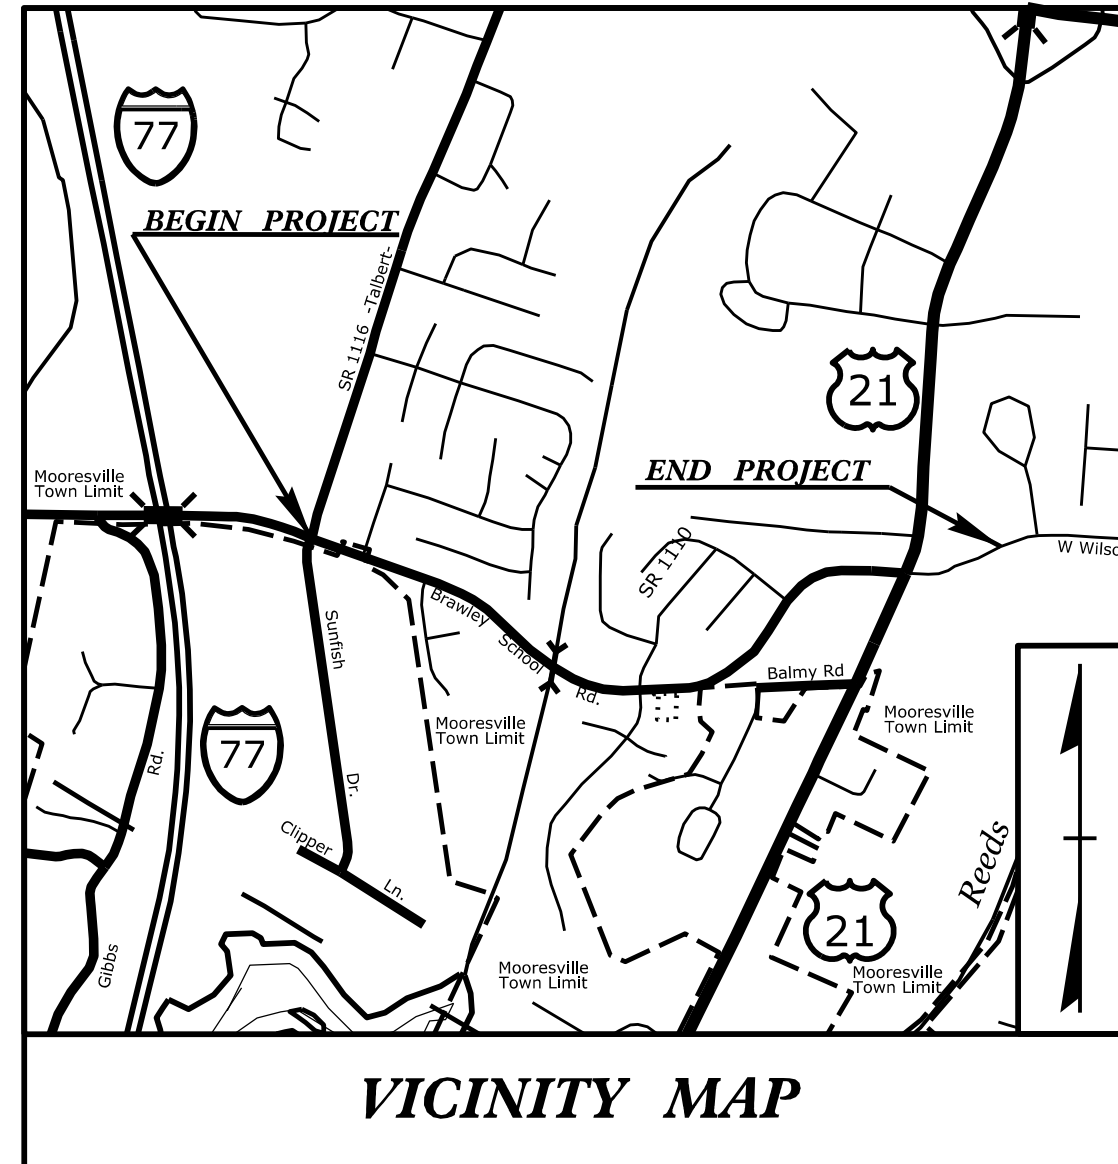 77
BEGIN PROJECT
SR 1116 -Talbert-
21
Mooresville
Town Limit
END PROJECT
SR 1110
W Wilso
Brawley School Rd.
Sunfish Dr.
Balmy Rd
Mooresville
Town Limit
Mooresville
Town Limit
77
Gibbs Rd.
Clipper Ln.
Reeds
21
Mooresville
Town Limit
Mooresville
Town Limit
VICINITY MAP